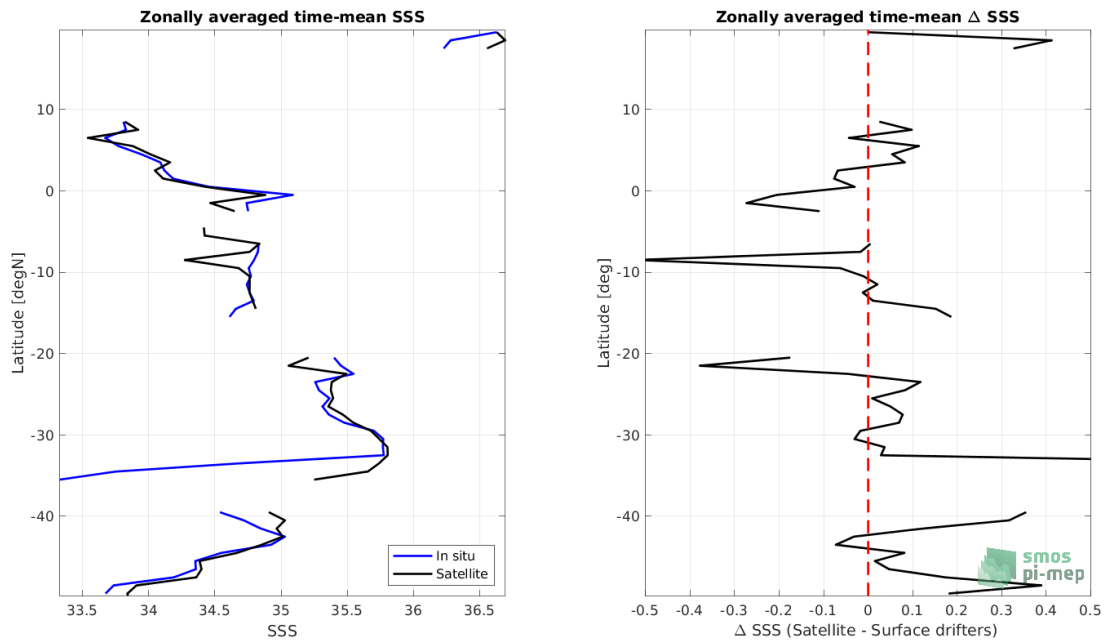 Zonally averaged time-mean SSS
Latitude [degN]
10
0
-10
-20
-30
-40
33.5 34 34.5 35 35.5 36 36.5
SSS
In situ
Satellite
Zonally averaged time-mean Δ SSS
Latitude [deg]
10
0
-10
-20
-30
-40
-0.5 -0.4 -0.3 -0.2 -0.1 0 0.1 0.2 0.3 0.4 0.5
Δ SSS (Satellite - Surface drifters)
smos
pi-mep